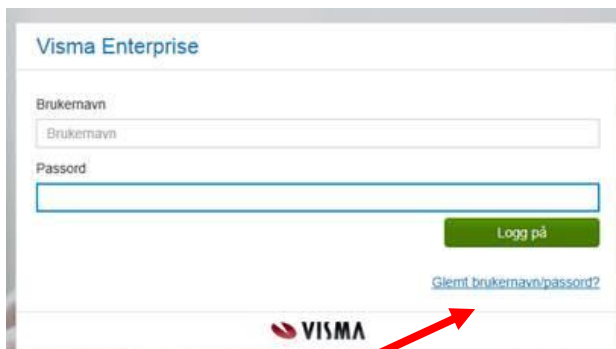 Visma Enterprise
Brukernavn
Brukernavn
Passord
Logg på
Glemt brukernavn/passord?
VISMA